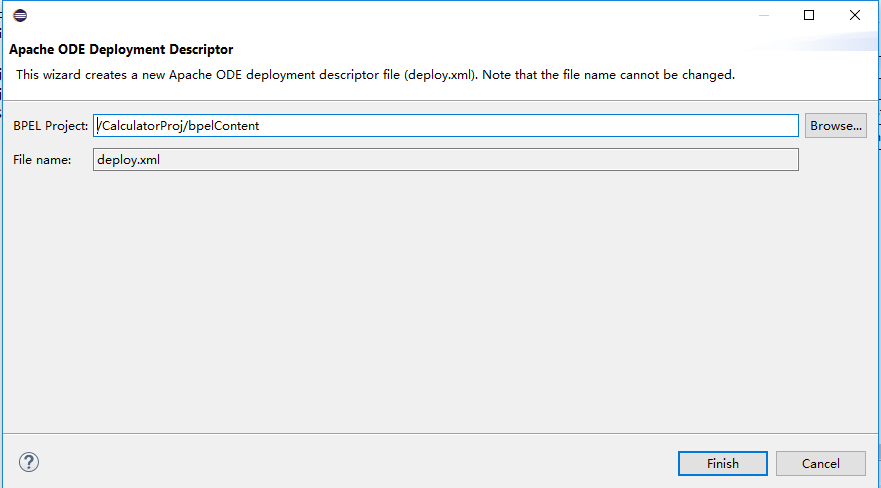 Apache ODE Deployment Descriptor
This wizard creates a new Apache ODE deployment descriptor file (deploy.xml). Note that the file name cannot be changed.
BPEL Project: /CalculatorProj/bpelContent Browse...
File name: deploy.xml
Finish Cancel